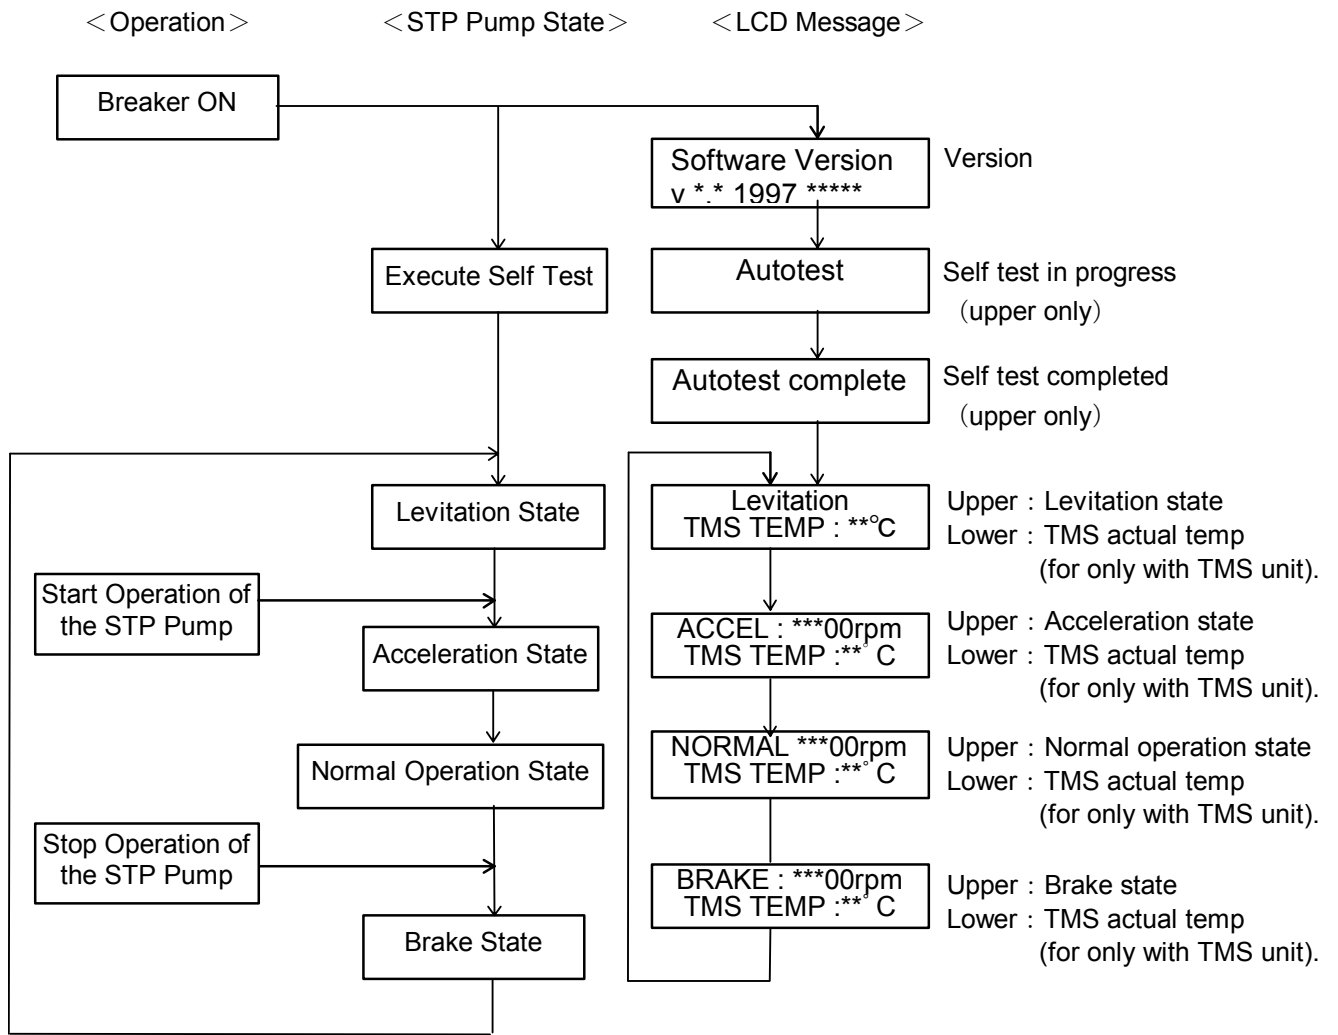 ＜Operation＞
＜STP Pump State＞
＜LCD Message＞
Breaker ON
Software Version
v *.* 1997 *****
Version
Execute Self Test
Autotest
Self test in progress
（upper only）
Autotest complete
Self test completed
（upper only）
Levitation State
Levitation
TMS TEMP : **°C
Upper：Levitation state
Lower：TMS actual temp
(for only with TMS unit).
Start Operation of
the STP Pump
Acceleration State
ACCEL : ***00rpm
TMS TEMP :**° C
Upper：Acceleration state
Lower：TMS actual temp
(for only with TMS unit).
Normal Operation State
NORMAL ***00rpm
TMS TEMP :**° C
Upper：Normal operation state
Lower：TMS actual temp
(for only with TMS unit).
Stop Operation of
the STP Pump
Brake State
BRAKE : ***00rpm
TMS TEMP :**° C
Upper：Brake state
Lower：TMS actual temp
(for only with TMS unit).